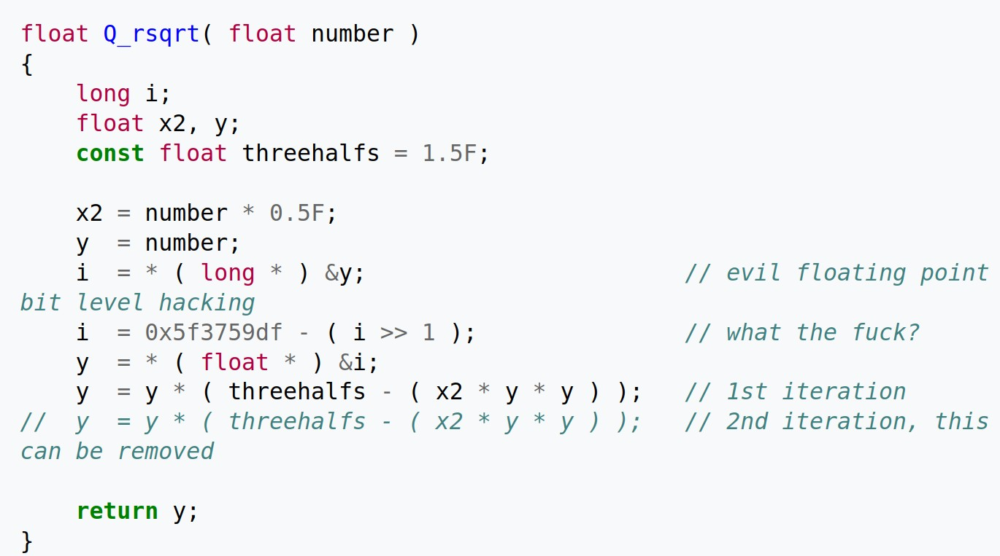 float Q_rsqrt( float number )
{
    long i;
    float x2, y;
    const float threehalfs = 1.5F;

    x2 = number * 0.5F;
    y  = number;
    i  = * ( long * ) &y;                       // evil floating point
bit level hacking
    i  = 0x5f3759df - ( i >> 1 );               // what the fuck?
    y  = * ( float * ) &i;
    y  = y * ( threehalfs - ( x2 * y * y ) );   // 1st iteration
//  y  = y * ( threehalfs - ( x2 * y * y ) );   // 2nd iteration, this
can be removed

    return y;
}